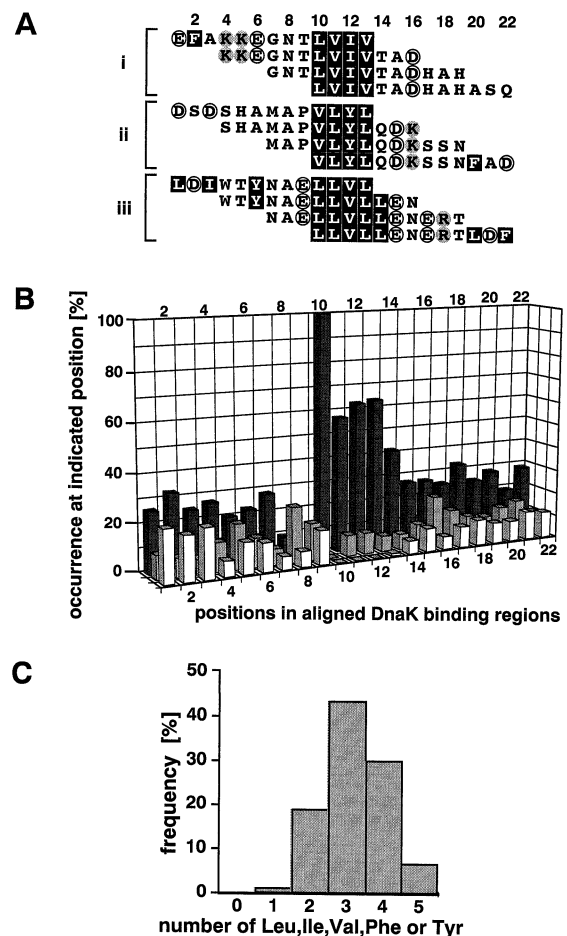 A
2 4 6 8 10 12 14 16 18 20 22
i
EFAKKEGNTLVIV
KKEGNTLVIVTAD
GNTLVIVTADHAH
LVIVTADHAHASQ
ii
DSDSHAMAPVLYL
SHAMAPVLYLQDK
MAPVLYLQDKSSN
VLYLQDKSSNFAD
iii
LDIWTYNAELLVL
WTYNAELLVLLEN
NAELLVLLENERT
LLVLLENERTLDF
B
occurrence at indicated position [%]
2 4 6 8 10 12 14 16 18 20 22
100
80
60
40
20
0
2 4 6 8 10 12 14 16 18 20 22
positions in aligned DnaK binding regions
C
frequency [%]
50
40
30
20
10
0
0 1 2 3 4 5
number of Leu,Ile,Val,Phe or Tyr